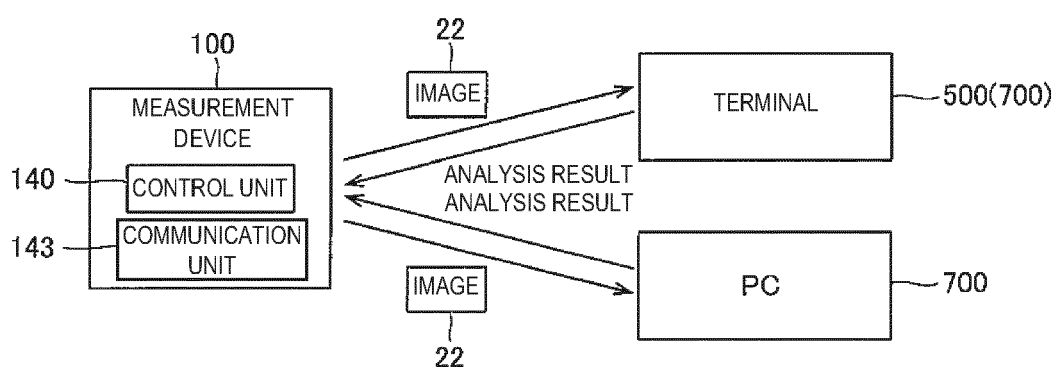 100
22
MEASUREMENT
DEVICE
IMAGE
TERMINAL
500(700)
140
CONTROL UNIT
ANALYSIS RESULT
ANALYSIS RESULT
143
COMMUNICATION
UNIT
IMAGE
PC
700
22